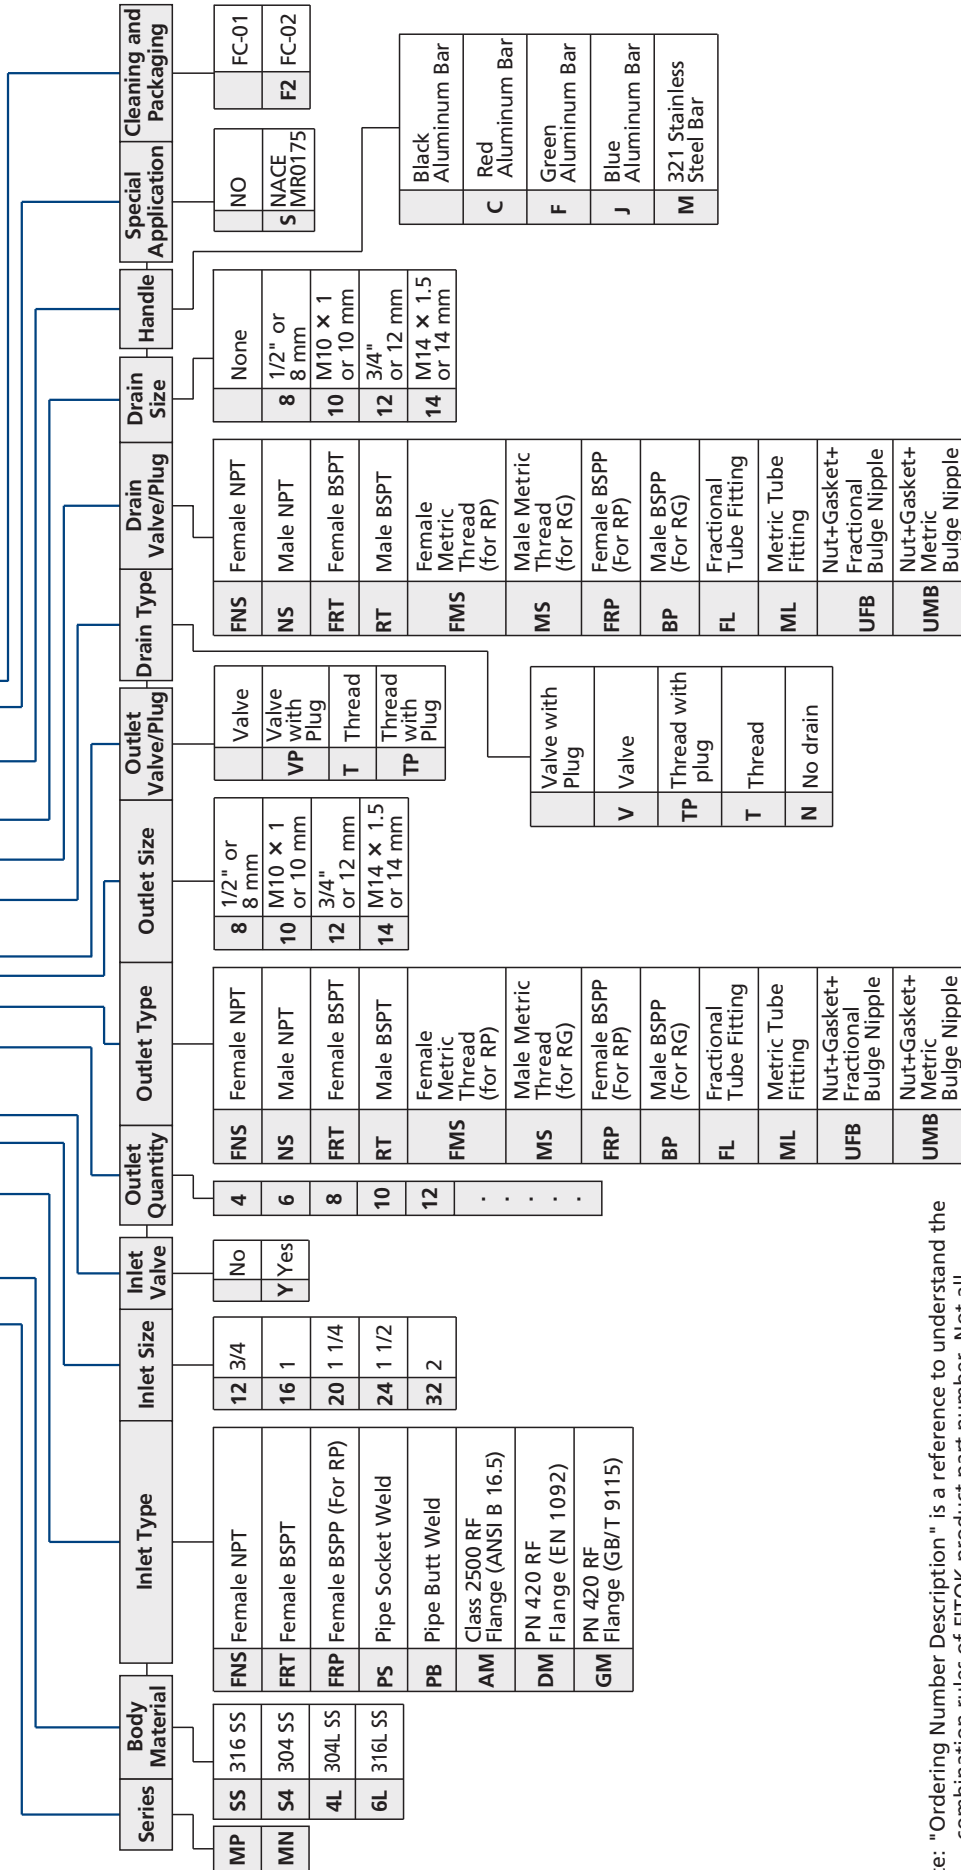 Series
MP
MN
Body
Material
SS 316 SS
S4 304 SS
4L 304L SS
6L 316L SS
Inlet Type
FNS Female NPT
FRT Female BSPT
FRP Female BSPP (For RP)
PS Pipe Socket Weld
PB Pipe Butt Weld
AM Class 2500 RF
Flange (ANSI B 16.5)
DM PN 420 RF
Flange (EN 1092)
GM PN 420 RF
Flange (GB/T 9115)
Inlet Size
12 3/4
16 1
20 1 1/4
24 1 1/2
32 2
Inlet
Valve
No
Y Yes
Outlet
Quantity
4
6
8
10
12
. . . . .
Outlet Type
FNS Female NPT
NS Male NPT
FRT Female BSPT
RT Male BSPT
FMS Female
Metric
Thread
(for RP)
MS Male Metric
Thread
(for RG)
FRP Female BSPP
(For RP)
BP Male BSPP
(For RG)
FL Fractional
Tube Fitting
ML Metric Tube
Fitting
UFB Nut+Gasket+
Fractional
Bulge Nipple
UMB Nut+Gasket+
Metric
Bulge Nipple
Outlet Size
8 1/2" or
8 mm
10 M10 × 1
or 10 mm
12 3/4"
or 12 mm
14 M14 × 1.5
or 14 mm
Outlet
Valve/Plug
Valve
VP Valve
with
Plug
T Thread
TP Thread
with
Plug
Drain Type
Valve with
Plug
V Valve
TP Thread with
plug
T Thread
N No drain
Drain
Valve/Plug
FNS Female NPT
NS Male NPT
FRT Female BSPT
RT Male BSPT
FMS Female
Metric
Thread
(for RP)
MS Male Metric
Thread
(for RG)
FRP Female BSPP
(For RP)
BP Male BSPP
(For RG)
FL Fractional
Tube Fitting
ML Metric Tube
Fitting
UFB Nut+Gasket+
Fractional
Bulge Nipple
UMB Nut+Gasket+
Metric
Bulge Nipple
Drain
Size
None
8 1/2" or
8 mm
10 M10 × 1
or 10 mm
12 3/4"
or 12 mm
14 M14 × 1.5
or 14 mm
Handle
Black
Aluminum Bar
C Red
Aluminum Bar
F Green
Aluminum Bar
J Blue
Aluminum Bar
M 321 Stainless
Steel Bar
Special
Application
NO
S NACE
MR0175
Cleaning and
Packaging
FC-01
F2 FC-02
te: "Ordering Number Description" is a reference to understand the
combination rules of FITOK product part number. Not all